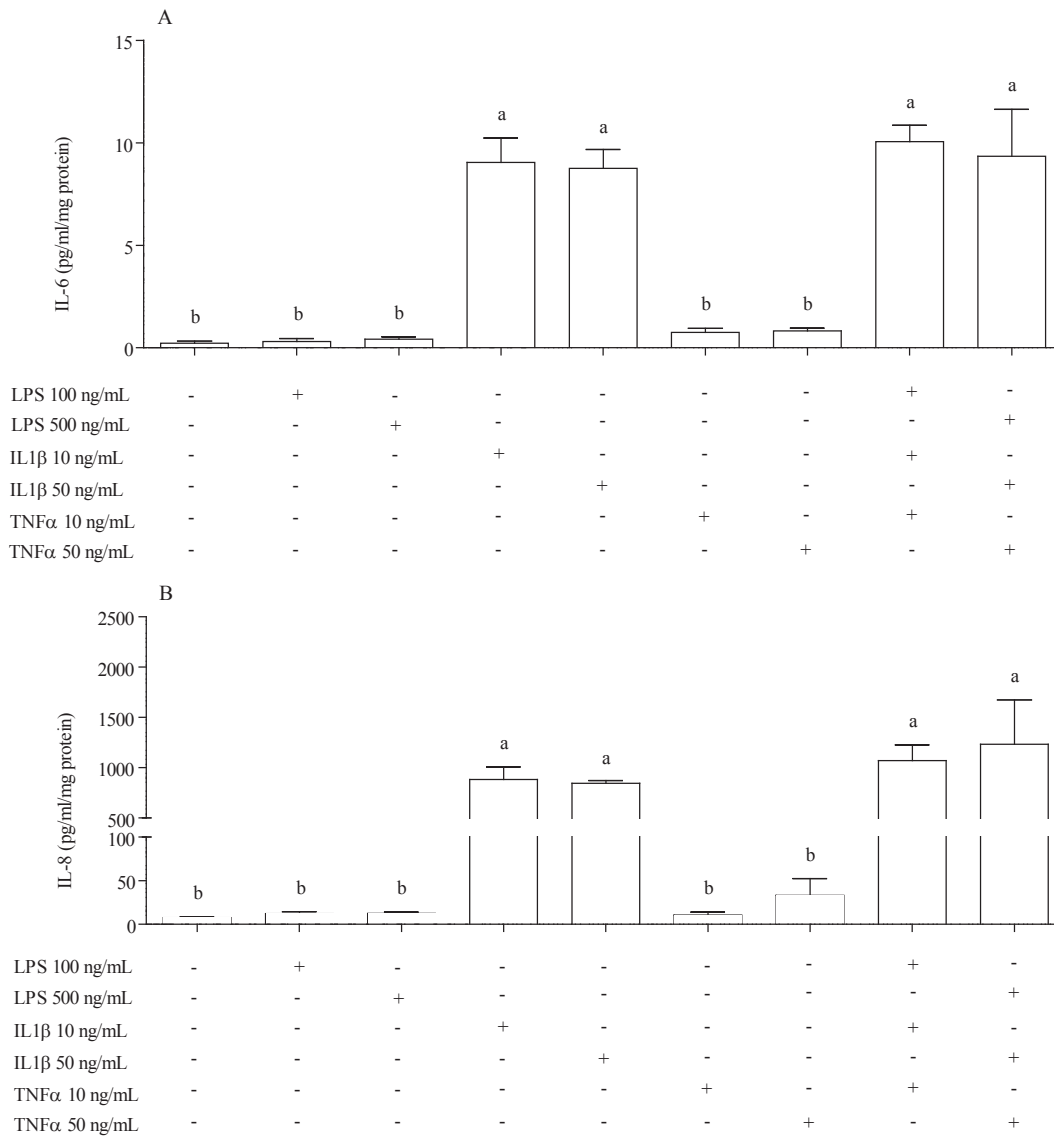 A
15
a
a
a
a
10
IL-6 (pg/ml/mg protein)
5
b
b
b
b
b
0
LPS 100 ng/mL - + - - - - - + -
LPS 500 ng/mL - - + - - - - - +
IL1β 10 ng/mL - - - + - - - + -
IL1β 50 ng/mL - - - - + - - - +
TNFα 10 ng/mL - - - - - + - + -
TNFα 50 ng/mL - - - - - - + - +
B
2500
2000
a
1500
a
a
a
1000
500
IL-8 (pg/ml/mg protein)
100
b
b
b
b
b
50
0
LPS 100 ng/mL - + - - - - - + -
LPS 500 ng/mL - - + - - - - - +
IL1β 10 ng/mL - - - + - - - + -
IL1β 50 ng/mL - - - - + - - - +
TNFα 10 ng/mL - - - - - + - + -
TNFα 50 ng/mL - - - - - - + - +